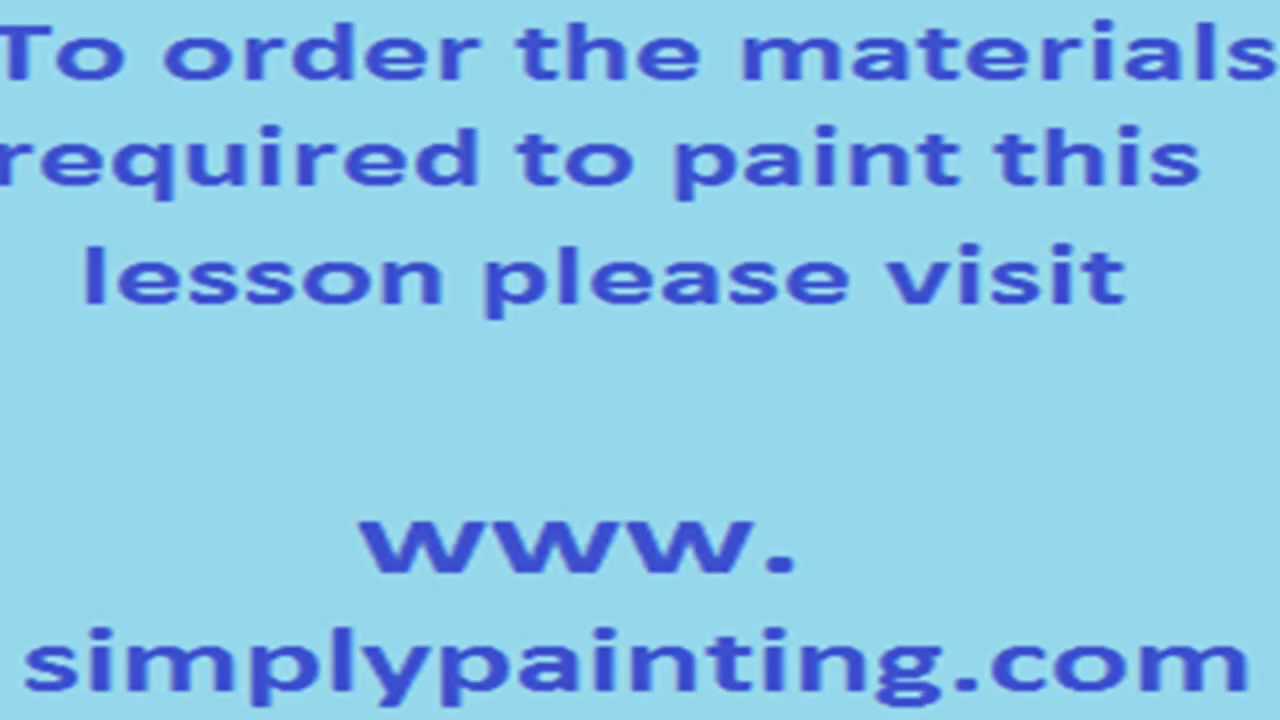 To order the materials
required to paint this
lesson please visit
www.
simplypainting.com